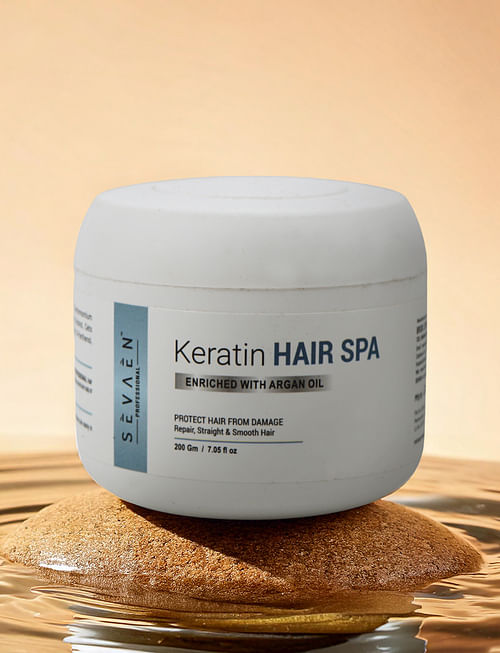 SĒVĀĒN™
PROFESSIONAL
Keratin HAIR SPA
ENRICHED WITH ARGAN OIL
PROTECT HAIR FROM DAMAGE
Repair, Straight & Smooth Hair
200 Gm / 7.05 fl oz